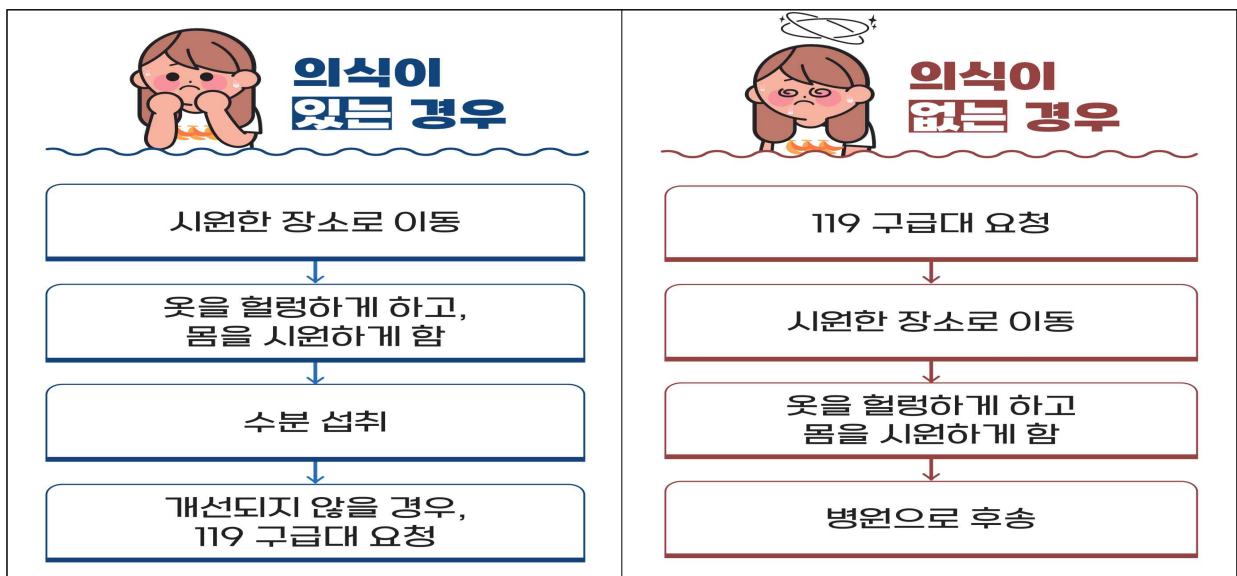 의식이
있는 경우
시원한 장소로 이동
옷을 헐렁하게 하고,
몸을 시원하게 함
수분 섭취
개선되지 않을 경우,
119 구급대 요청
의식이
없는 경우
119 구급대 요청
시원한 장소로 이동
옷을 헐렁하게 하고
몸을 시원하게 함
병원으로 후송